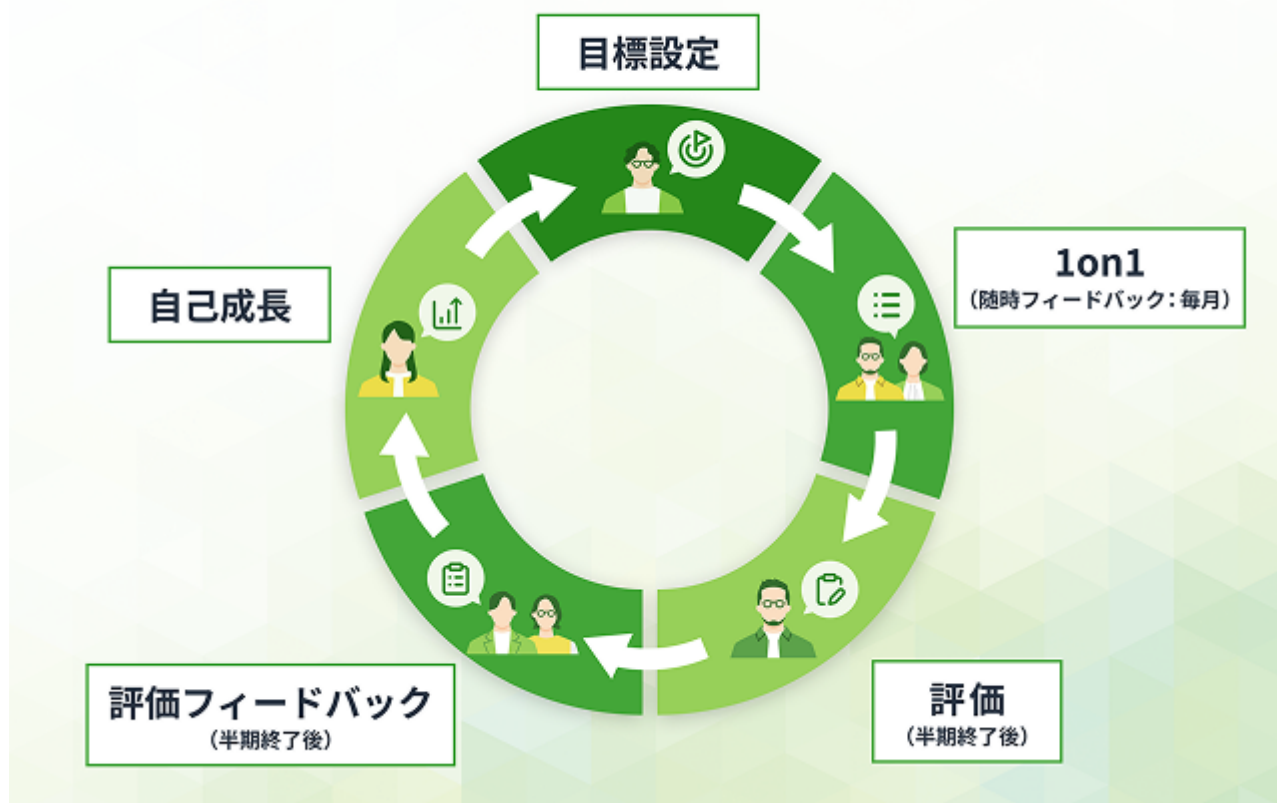 目標設定
1on1
（随時フィードバック：毎月）
評価
（半期終了後）
評価フィードバック
（半期終了後）
自己成長